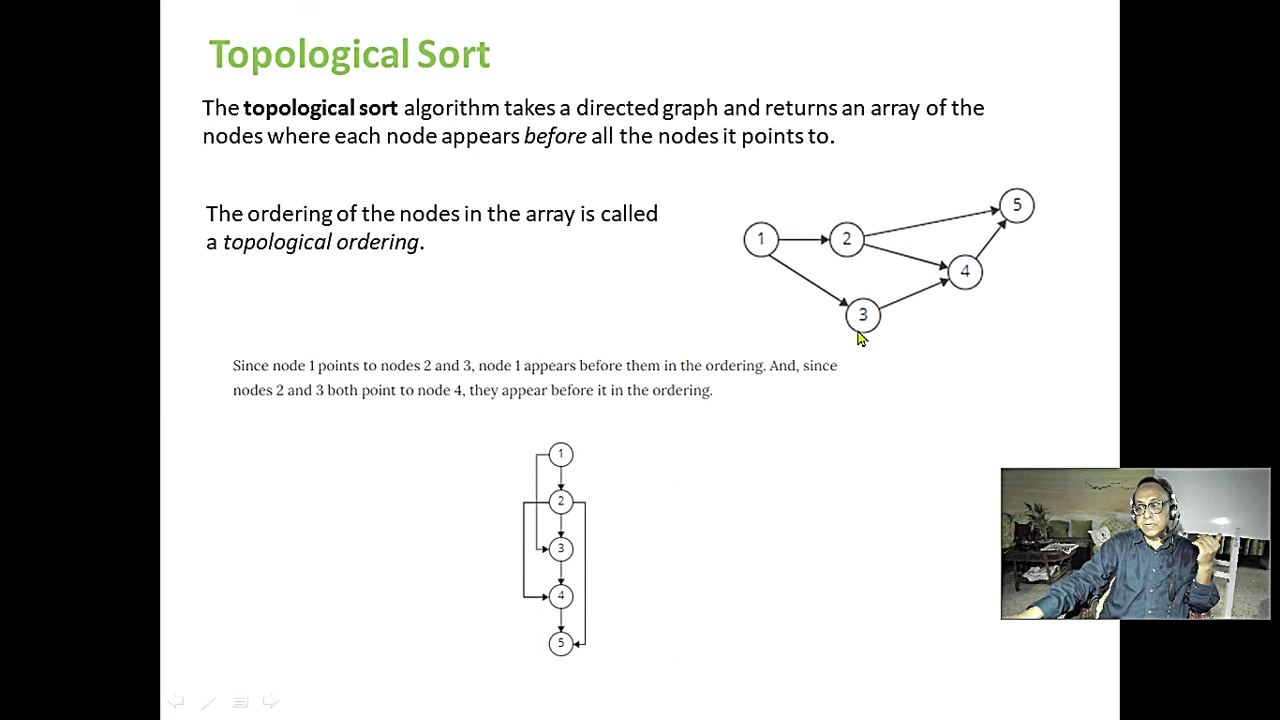 Topological Sort
The topological sort algorithm takes a directed graph and returns an array of the
nodes where each node appears before all the nodes it points to.
The ordering of the nodes in the array is called
a topological ordering.
5
1
2
4
3
Since node 1 points to nodes 2 and 3, node 1 appears before them in the ordering. And, since
nodes 2 and 3 both point to node 4, they appear before it in the ordering.
1
2
3
4
5